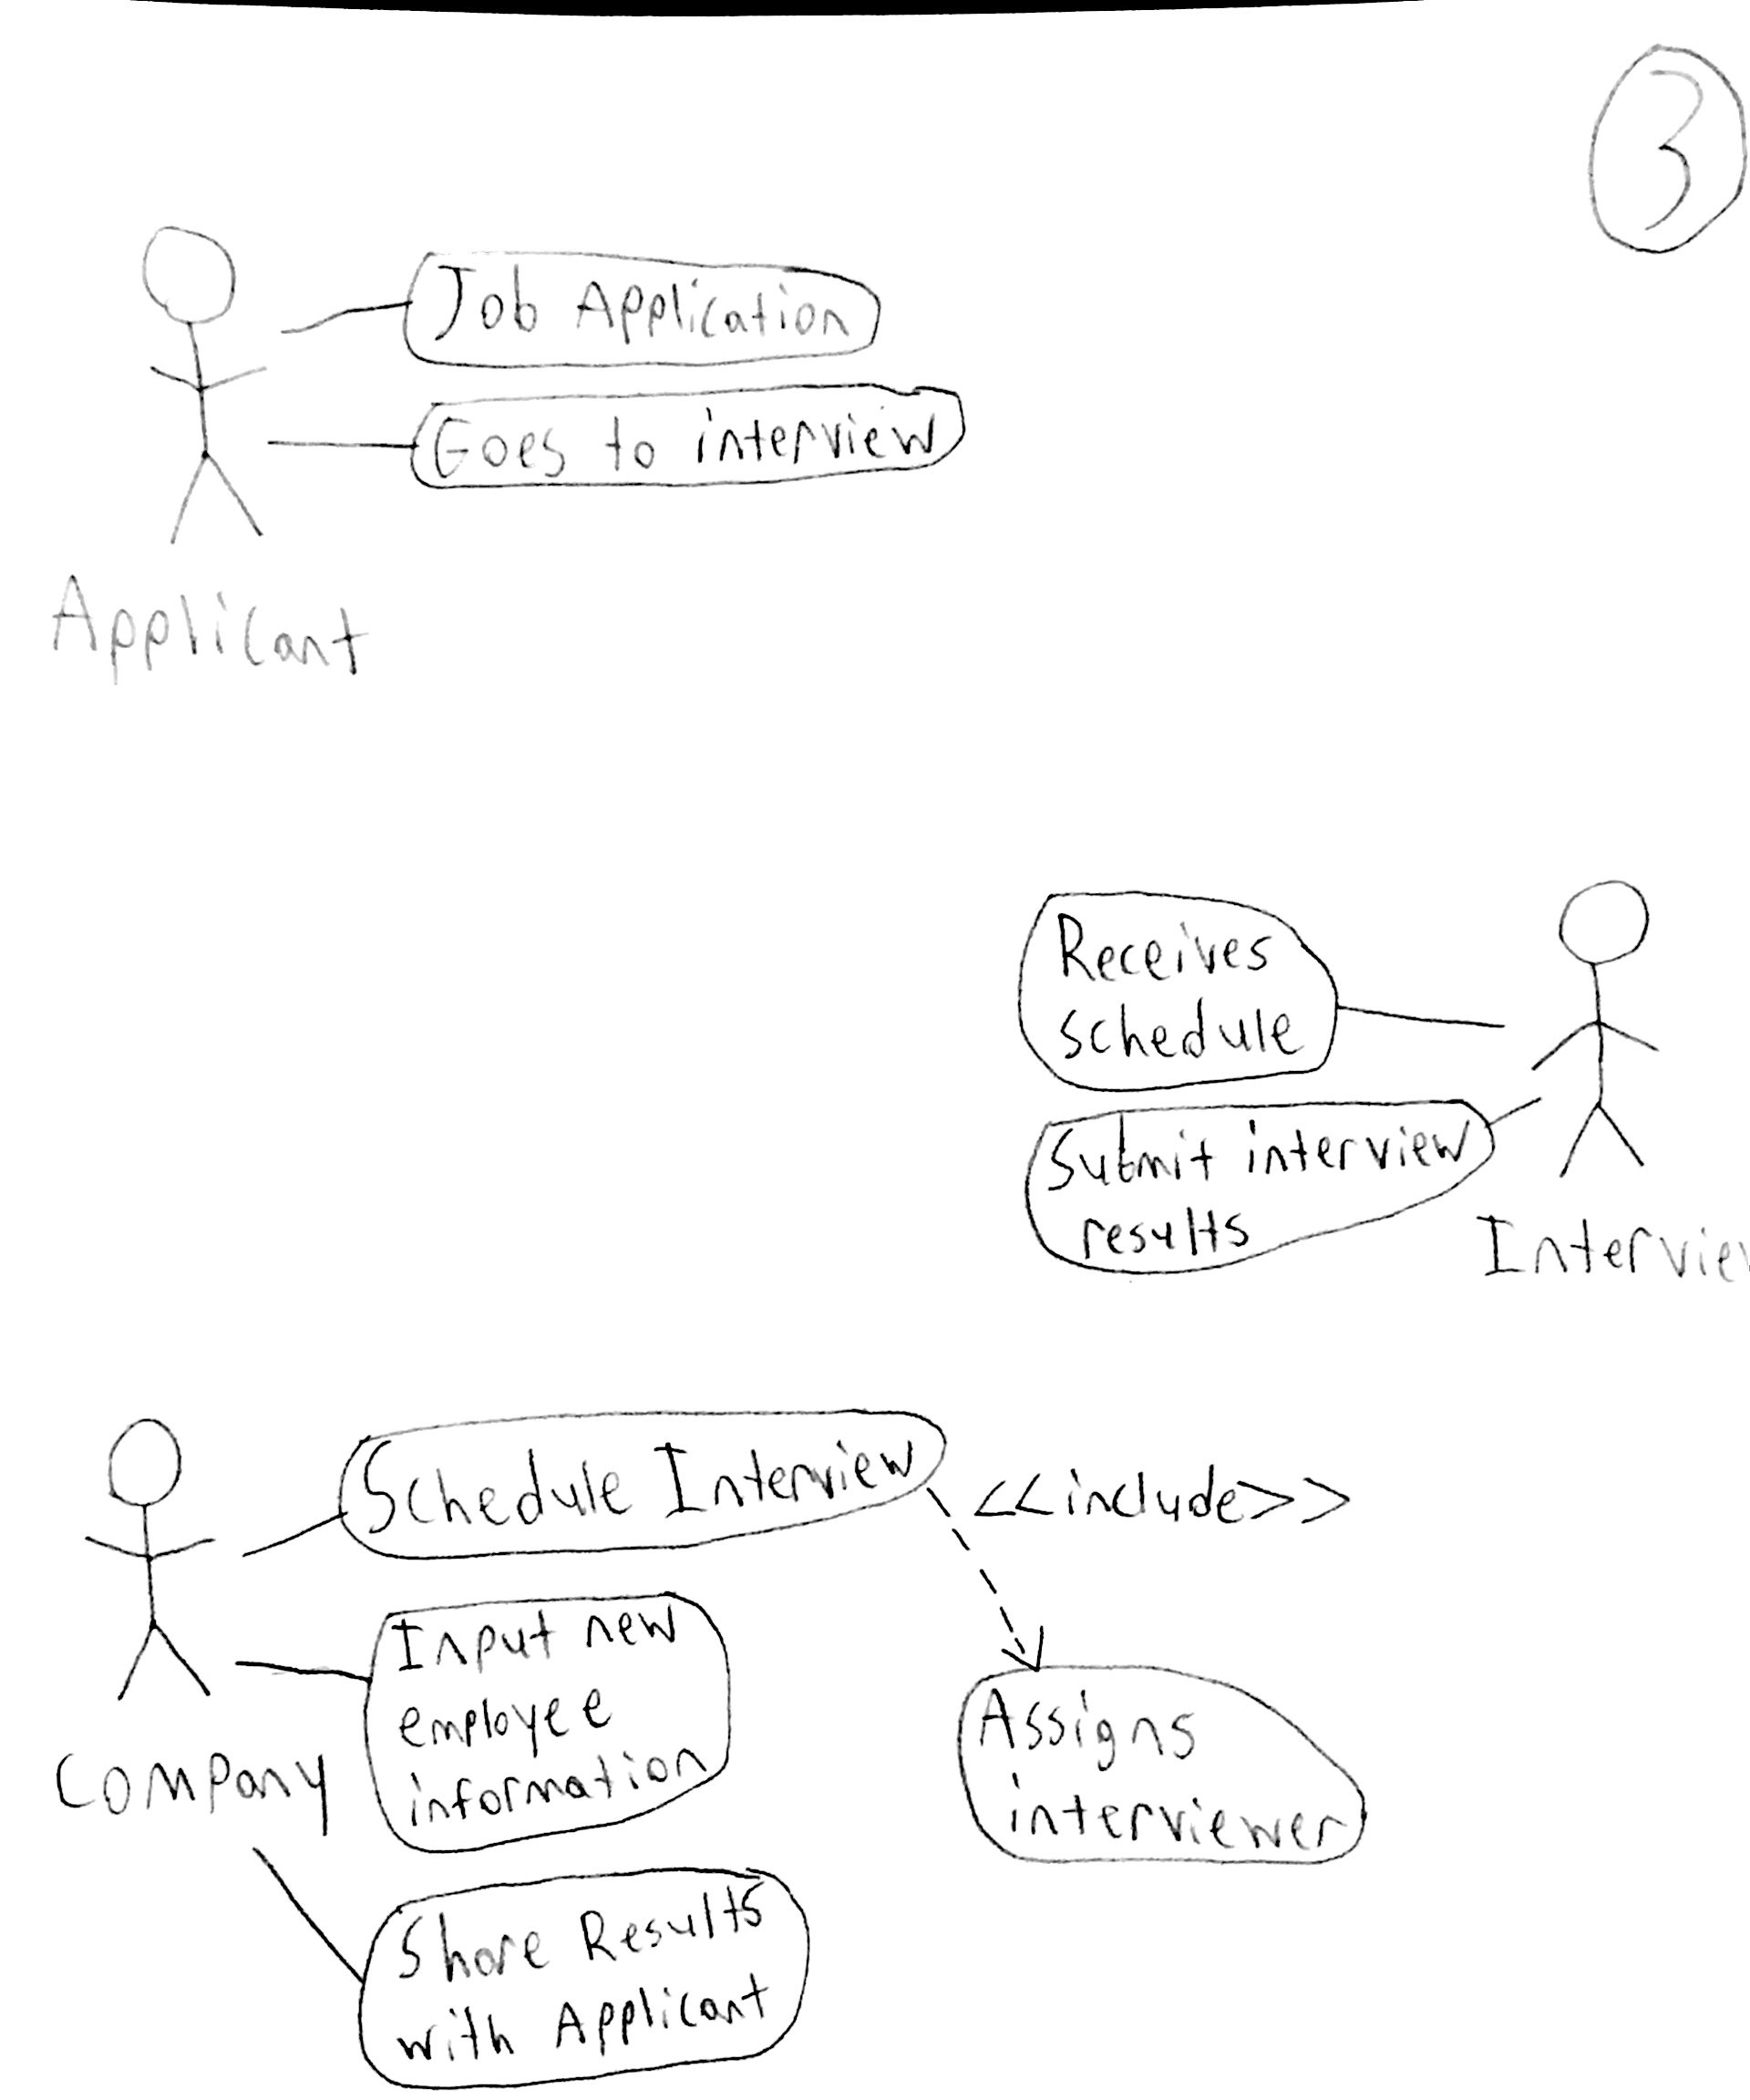 3
Job Application
Goes to interview
Applicant
Receives
schedule
Submit interview
results
Schedule Interview
<<include>>
Input new
employee
information
Company
Assigns
interviewer
Share Results
with Applicant